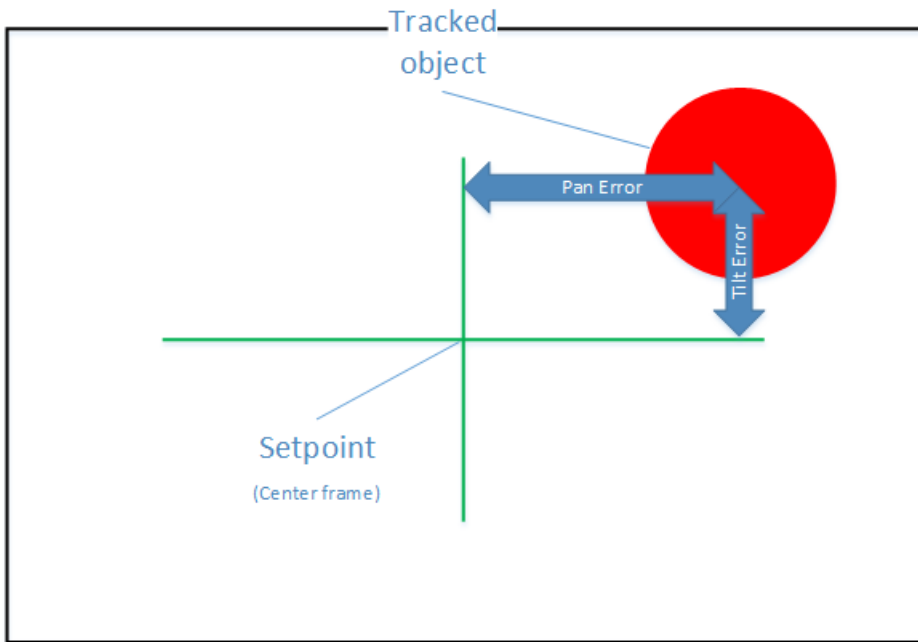 Tracked
object
Pan Error
Tilt Error
Setpoint
(Center frame)